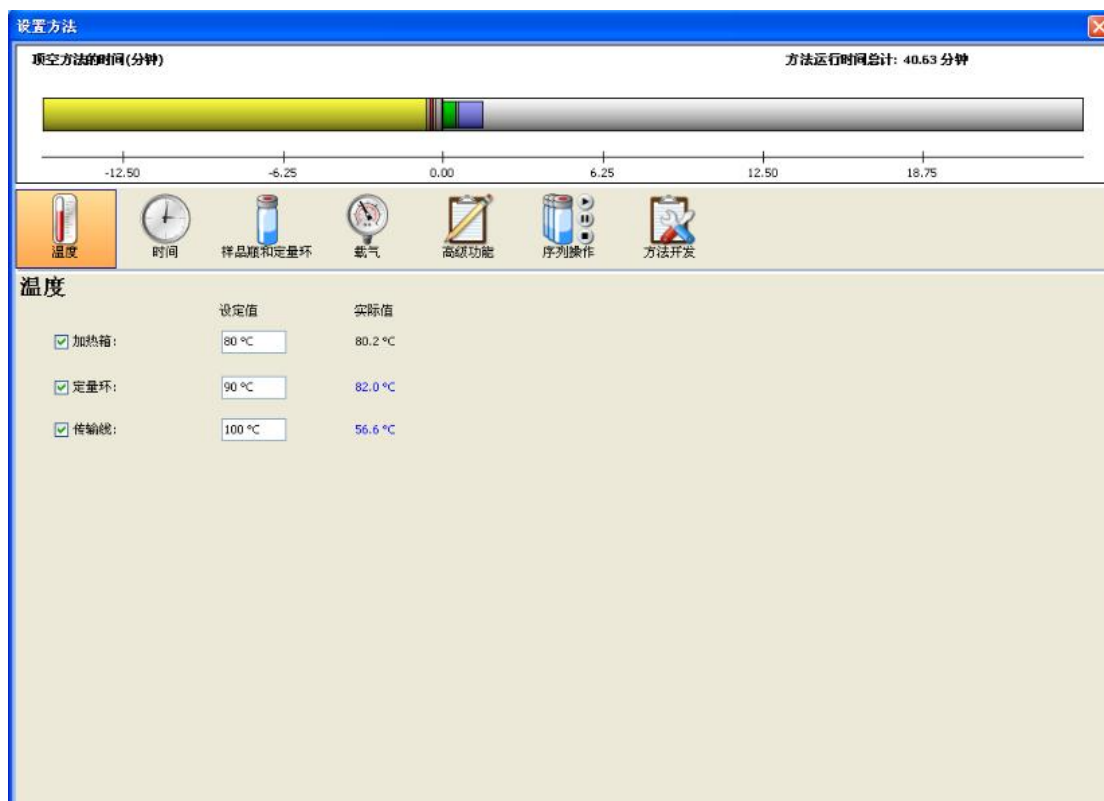 设置方法
顶空方法的时间(分钟) 方法运行时间总计: 40.63 分钟
-12.50 -6.25 0.00 6.25 12.50 18.75
温度 时间 样品瓶和定量环 载气 高级功能 序列操作 方法开发
温度
设定值 实际值
加热箱: 80 °C 80.2 °C
定量环: 90 °C 82.0 °C
传输线: 100 °C 56.6 °C